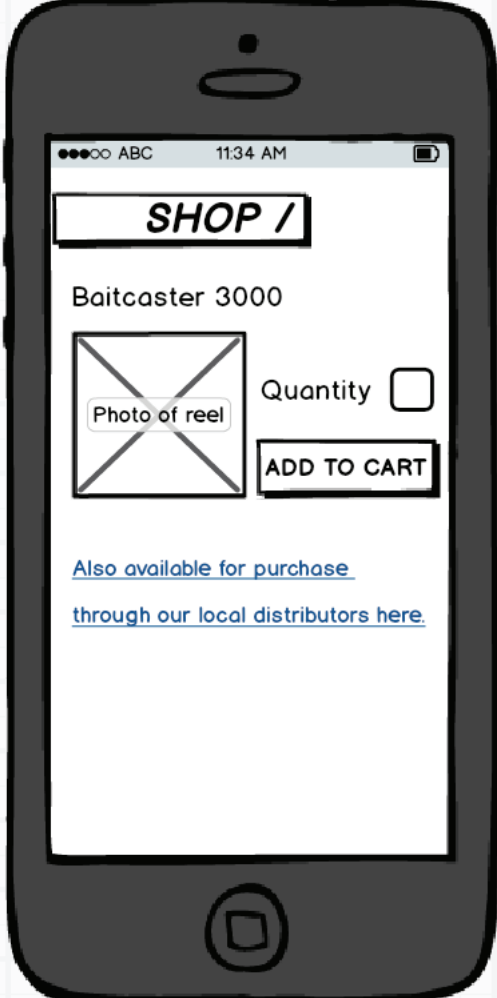 ABC 11:34 AM
SHOP /
Baitcaster 3000
Photo of reel
Quantity
ADD TO CART
Also available for purchase
through our local distributors here.